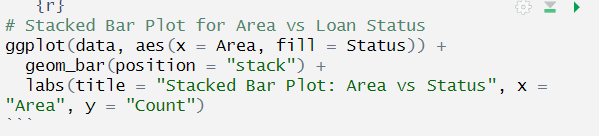 {r}
# Stacked Bar Plot for Area vs Loan Status
ggplot(data, aes(x = Area, fill = Status)) +
  geom_bar(position = "stack") +
  labs(title = "Stacked Bar Plot: Area vs Status", x =
"Area", y = "Count")
```